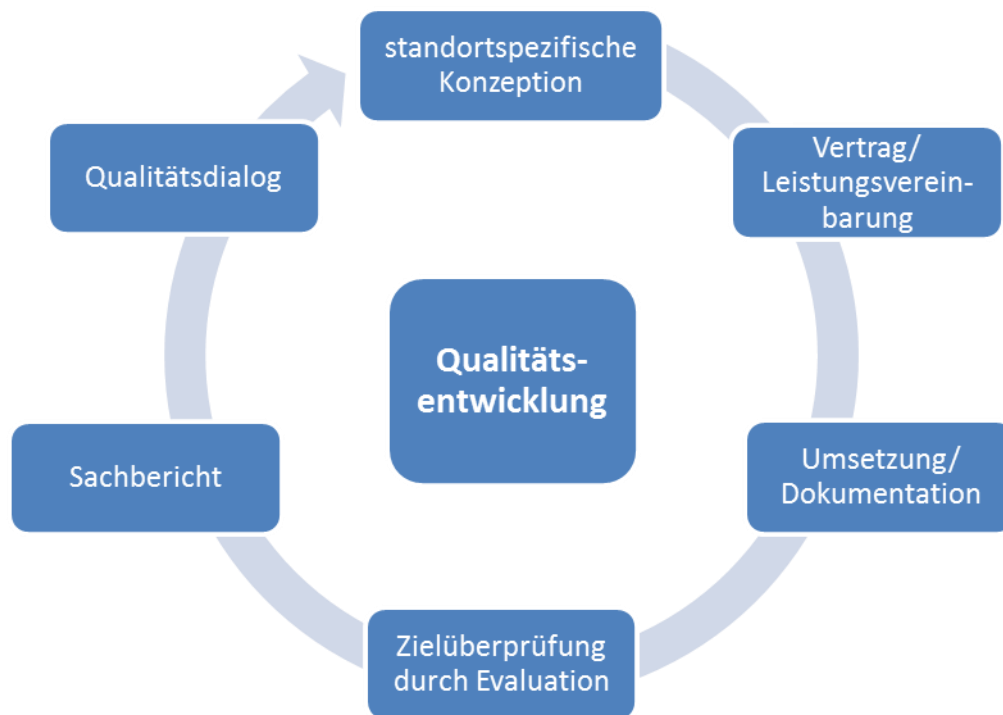 standortspezifische
Konzeption
Vertrag/
Leistungsverein-
barung
Umsetzung/
Dokumentation
Zielüberprüfung
durch Evaluation
Sachbericht
Qualitätsdialog
Qualitäts-
entwicklung